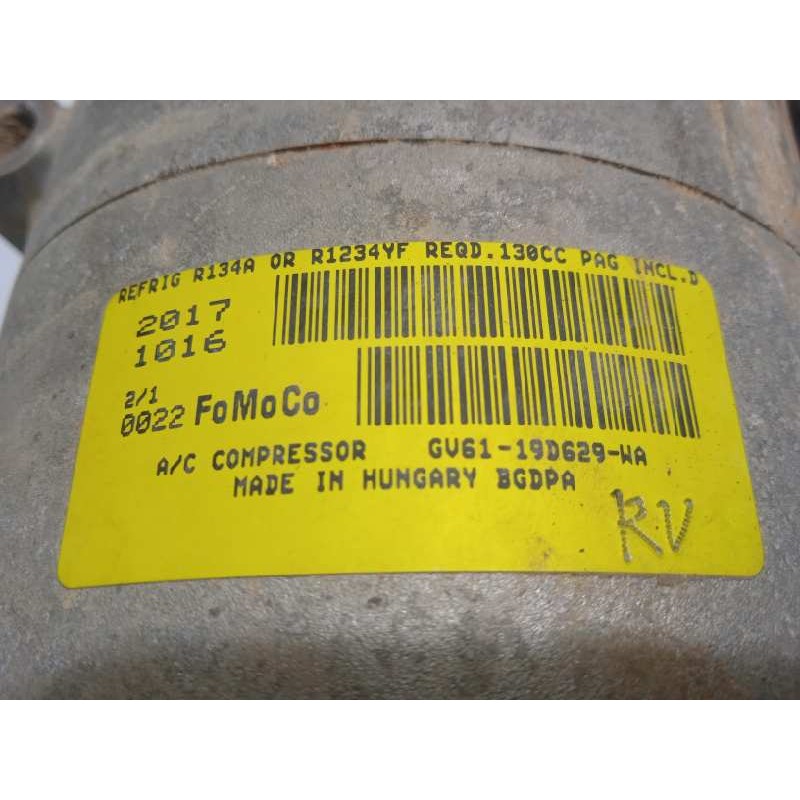 REFRIG R134A OR R1234YF REQD.130CC PAG INCL.D
2017
1016
2/1
0022 FoMoCo
A/C COMPRESSOR GV61-19D629-WA
MADE IN HUNGARY BGDPA
RV